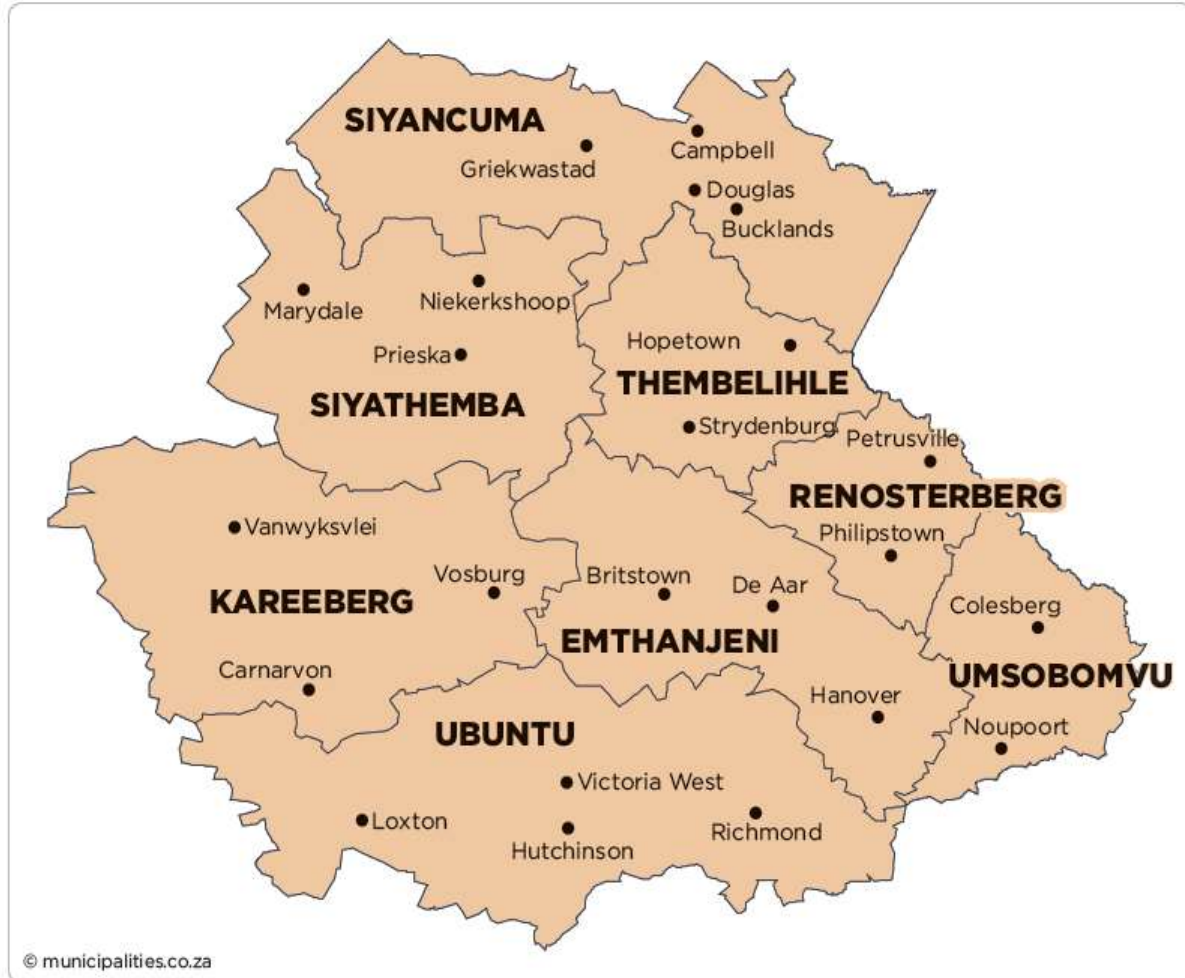 SIYANCUMA
Campbell
Griekwastad
Douglas
Bucklands
Marydale
Niekerkshoop
Prieska
Hopetown
THEMBELIHLE
SIYATHEMBA
Strydenburg
Petrusville
RENOSTERBERG
Vanwyksvlei
Philipstown
Vosburg
Britstown
De Aar
KAREEBERG
Colesberg
EMTHANJENI
Carnarvon
UMSOBOMVU
Hanover
UBUNTU
Noupoort
Victoria West
Loxton
Richmond
Hutchinson
© municipalities.co.za